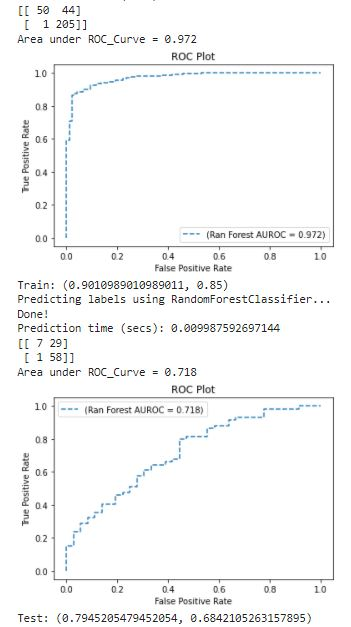 [[ 50  44]
 [  1 205]]
Area under ROC_Curve = 0.972
ROC Plot
1.0
0.8
0.6
0.4
0.2
0.0
True Positive Rate
(Ran Forest AUROC = 0.972)
0.0 0.2 0.4 0.6 0.8 1.0
False Positive Rate
Train: (0.9010989010989011, 0.85)
Predicting labels using RandomForestClassifier...
Done!
Prediction time (secs): 0.009987592697144
[[ 7 29]
 [ 1 58]]
Area under ROC_Curve = 0.718
ROC Plot
(Ran Forest AUROC = 0.718)
1.0
0.8
0.6
0.4
0.2
0.0
True Positive Rate
0.0 0.2 0.4 0.6 0.8 1.0
False Positive Rate
Test: (0.7945205479452054, 0.6842105263157895)